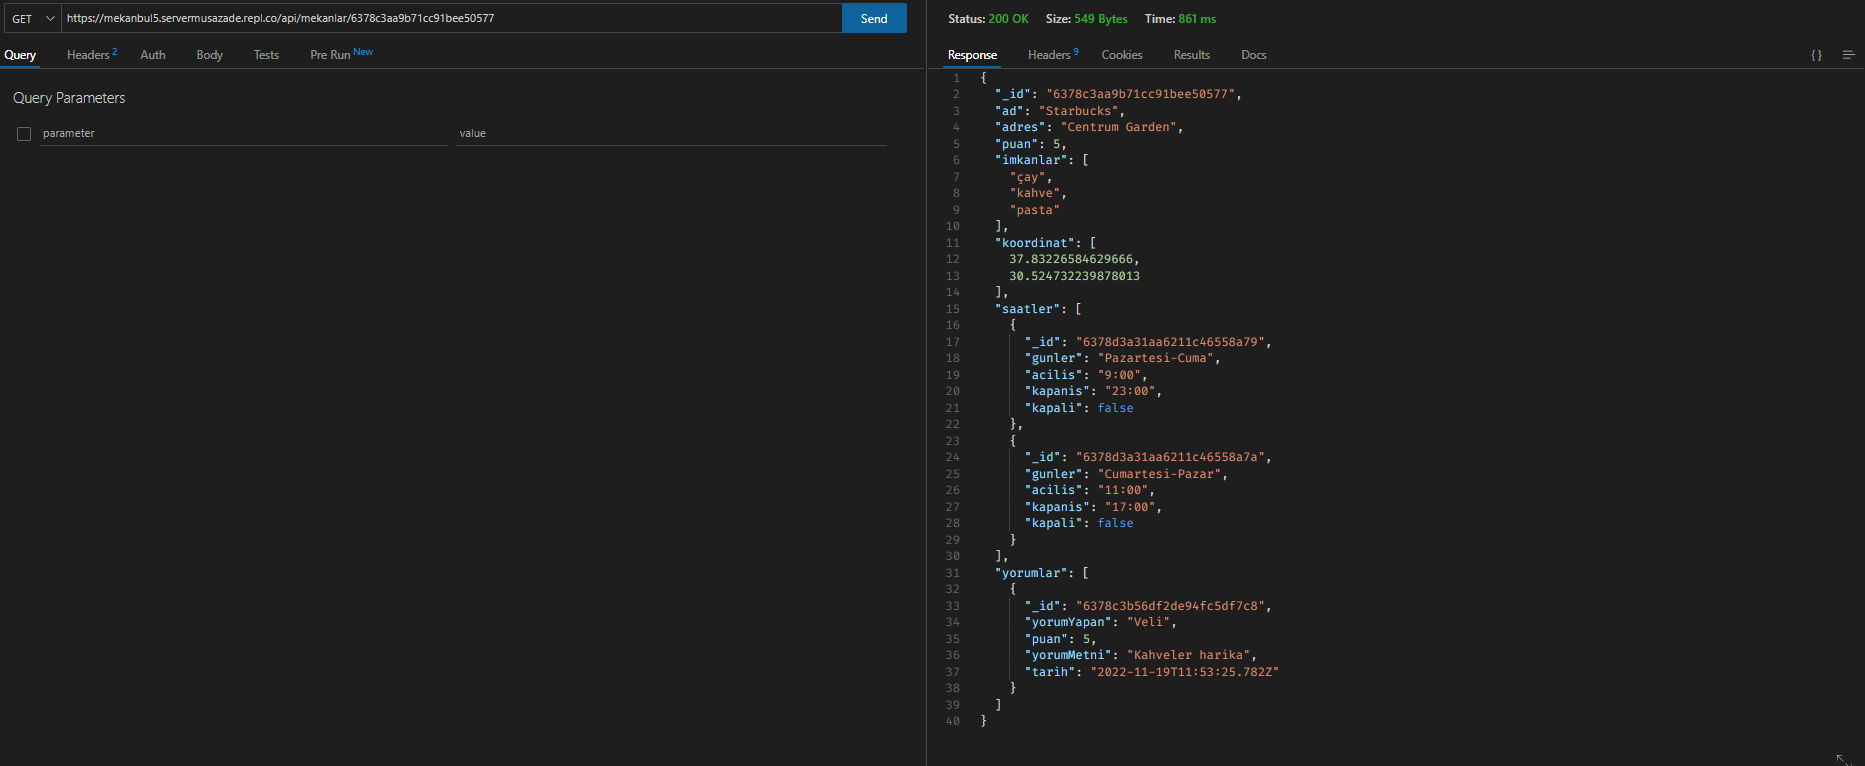 GET
https://mekanbul5.servermusazade.repl.co/api/mekanlar/6378c3aa9b71cc91bee50577
Send
Query
Headers 2
Auth
Body
Tests
Pre Run New
Query Parameters
parameter
value
Status: 200 OK Size: 549 Bytes Time: 861 ms
Response
Headers 9
Cookies
Results
Docs
{}
1 {
2 "_id": "6378c3aa9b71cc91bee50577",
3 "ad": "Starbucks",
4 "adres": "Centrum Garden",
5 "puan": 5,
6 "imkanlar": [
7 "çay",
8 "kahve",
9 "pasta"
10 ],
11 "koordinat": [
12 37.83226584629666,
13 30.524732239878013
14 ],
15 "saatler": [
16 {
17 "_id": "6378d3a31aa6211c46558a79",
18 "gunler": "Pazartesi-Cuma",
19 "acilis": "9:00",
20 "kapanis": "23:00",
21 "kapali": false
22 },
23 {
24 "_id": "6378d3a31aa6211c46558a7a",
25 "gunler": "Cumartesi-Pazar",
26 "acilis": "11:00",
27 "kapanis": "17:00",
28 "kapali": false
29 }
30 ],
31 "yorumlar": [
32 {
33 "_id": "6378c3b56df2de94fc5df7c8",
34 "yorumYapan": "Veli",
35 "puan": 5,
36 "yorumMetni": "Kahveler harika",
37 "tarih": "2022-11-19T11:53:25.782Z"
38 }
39 ]
40 }